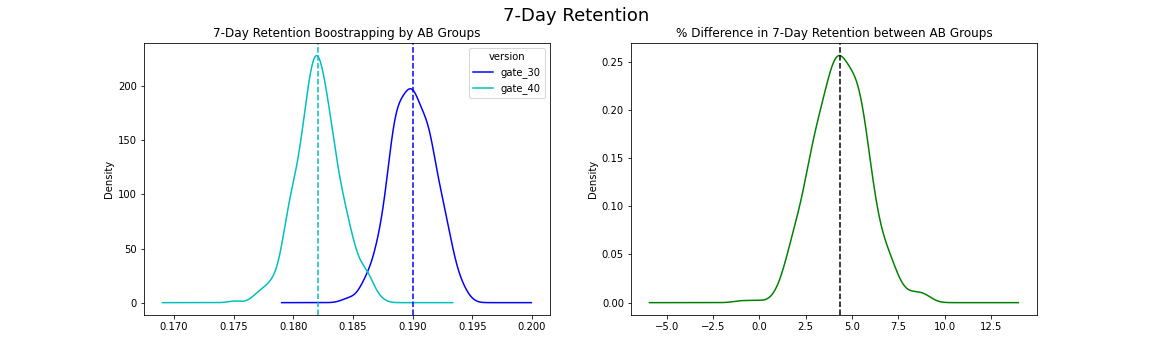 7-Day Retention
7-Day Retention Boostrapping by AB Groups
version
gate_30
gate_40
Density
200
150
100
50
0
0.170 0.175 0.180 0.185 0.190 0.195 0.200
% Difference in 7-Day Retention between AB Groups
Density
0.25
0.20
0.15
0.10
0.05
0.00
−5.0 −2.5 0.0 2.5 5.0 7.5 10.0 12.5